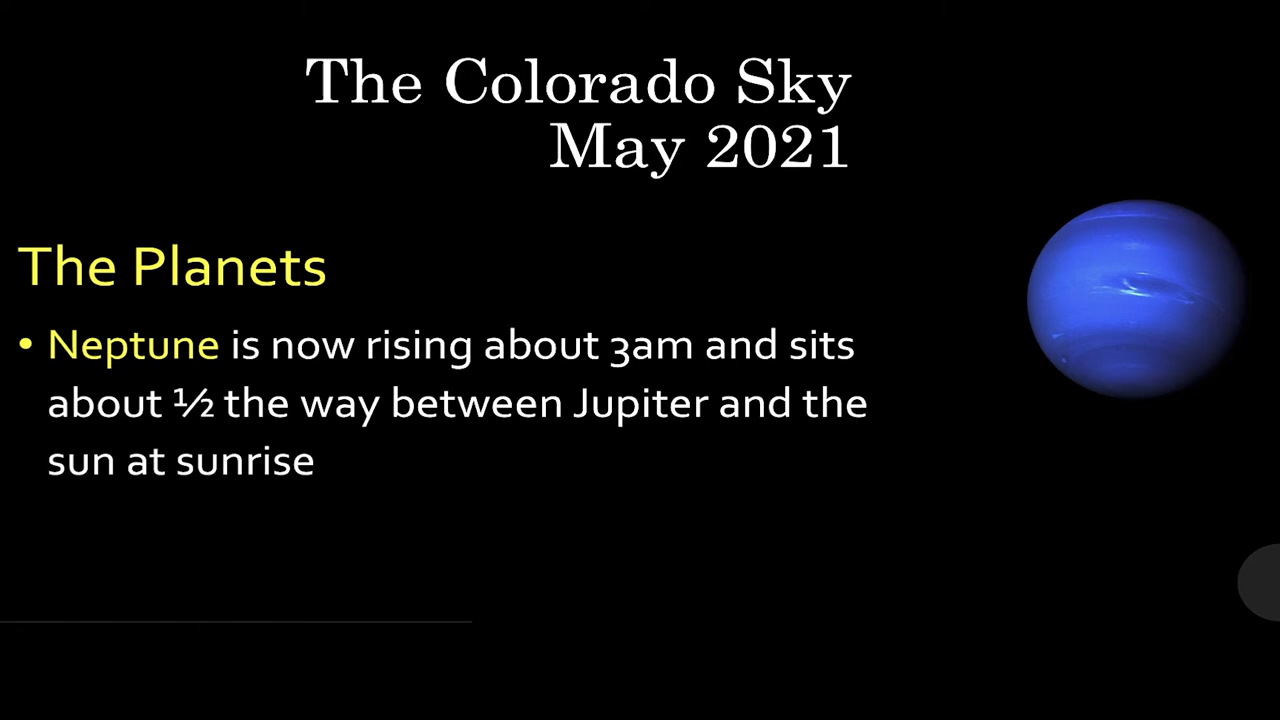 The Colorado Sky
May 2021
The Planets
• Neptune is now rising about 3am and sits
about ½ the way between Jupiter and the
sun at sunrise